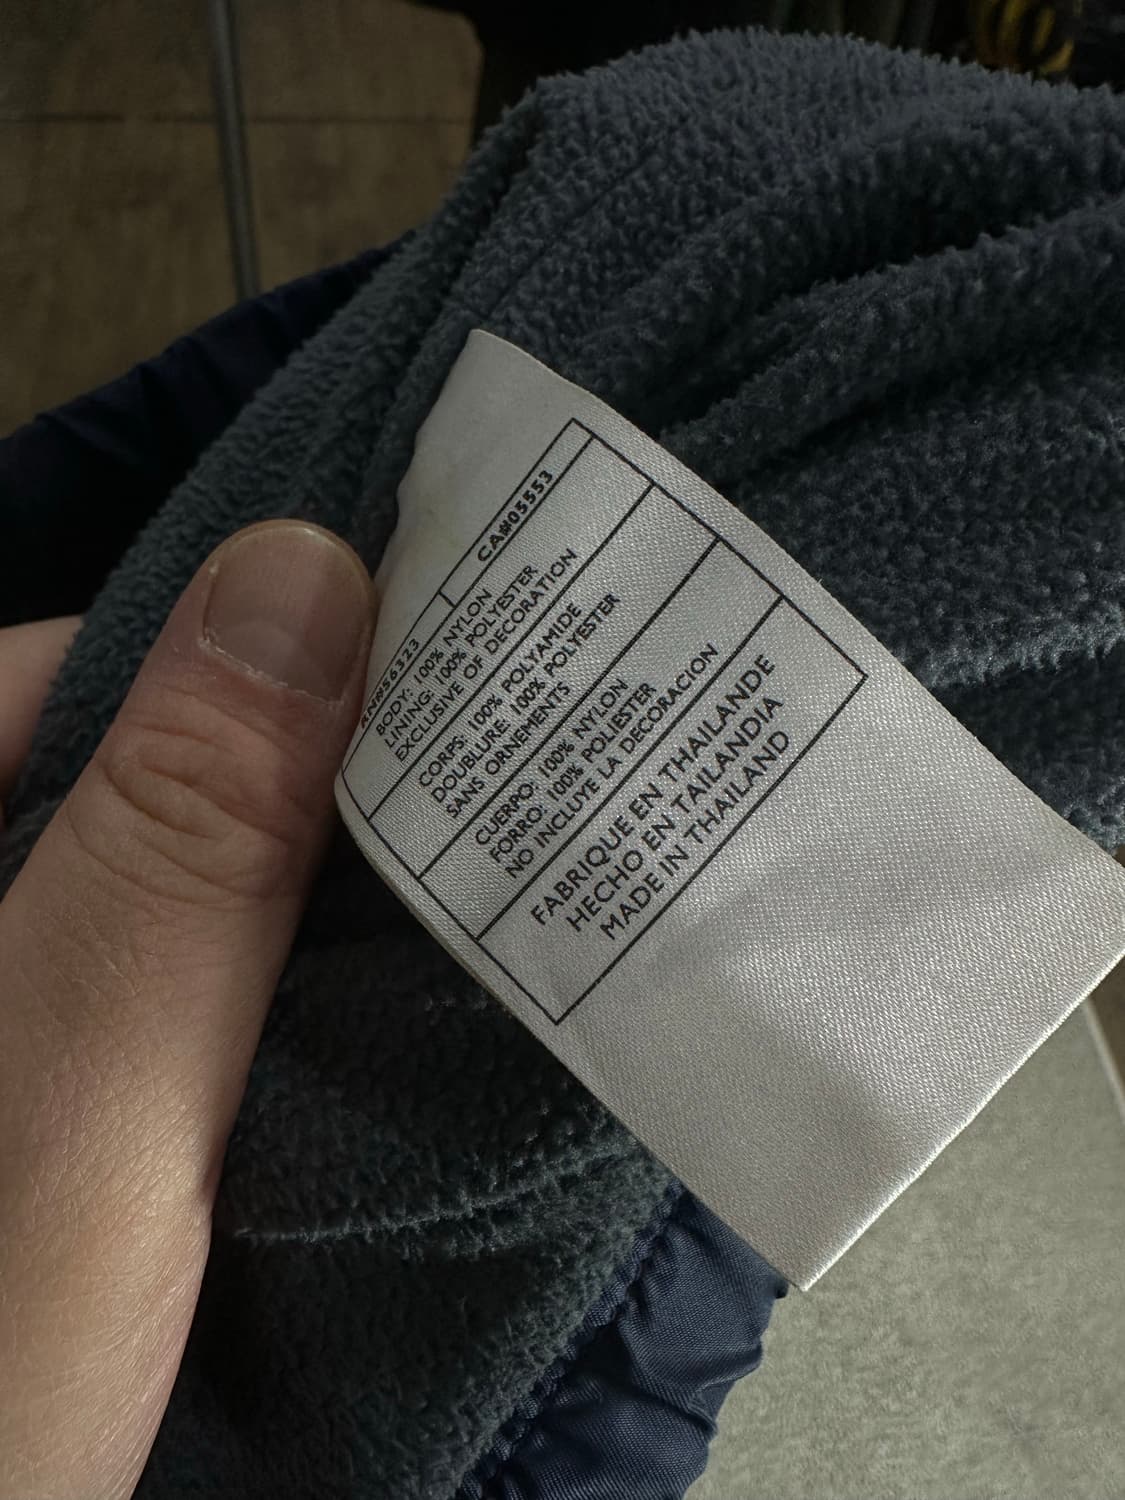 RN#56323 CA#05553
BODY: 100% NYLON
LINING: 100% POLYESTER
EXCLUSIVE OF DECORATION
CORPS: 100% POLYAMIDE
DOUBLURE: 100% POLYESTER
SANS ORNEMENTS
CUERPO: 100% NYLON
FORRO: 100% POLIESTER
NO INCLUYE LA DECORACION
FABRIQUE EN THAILANDE
HECHO EN TAILANDIA
MADE IN THAILAND